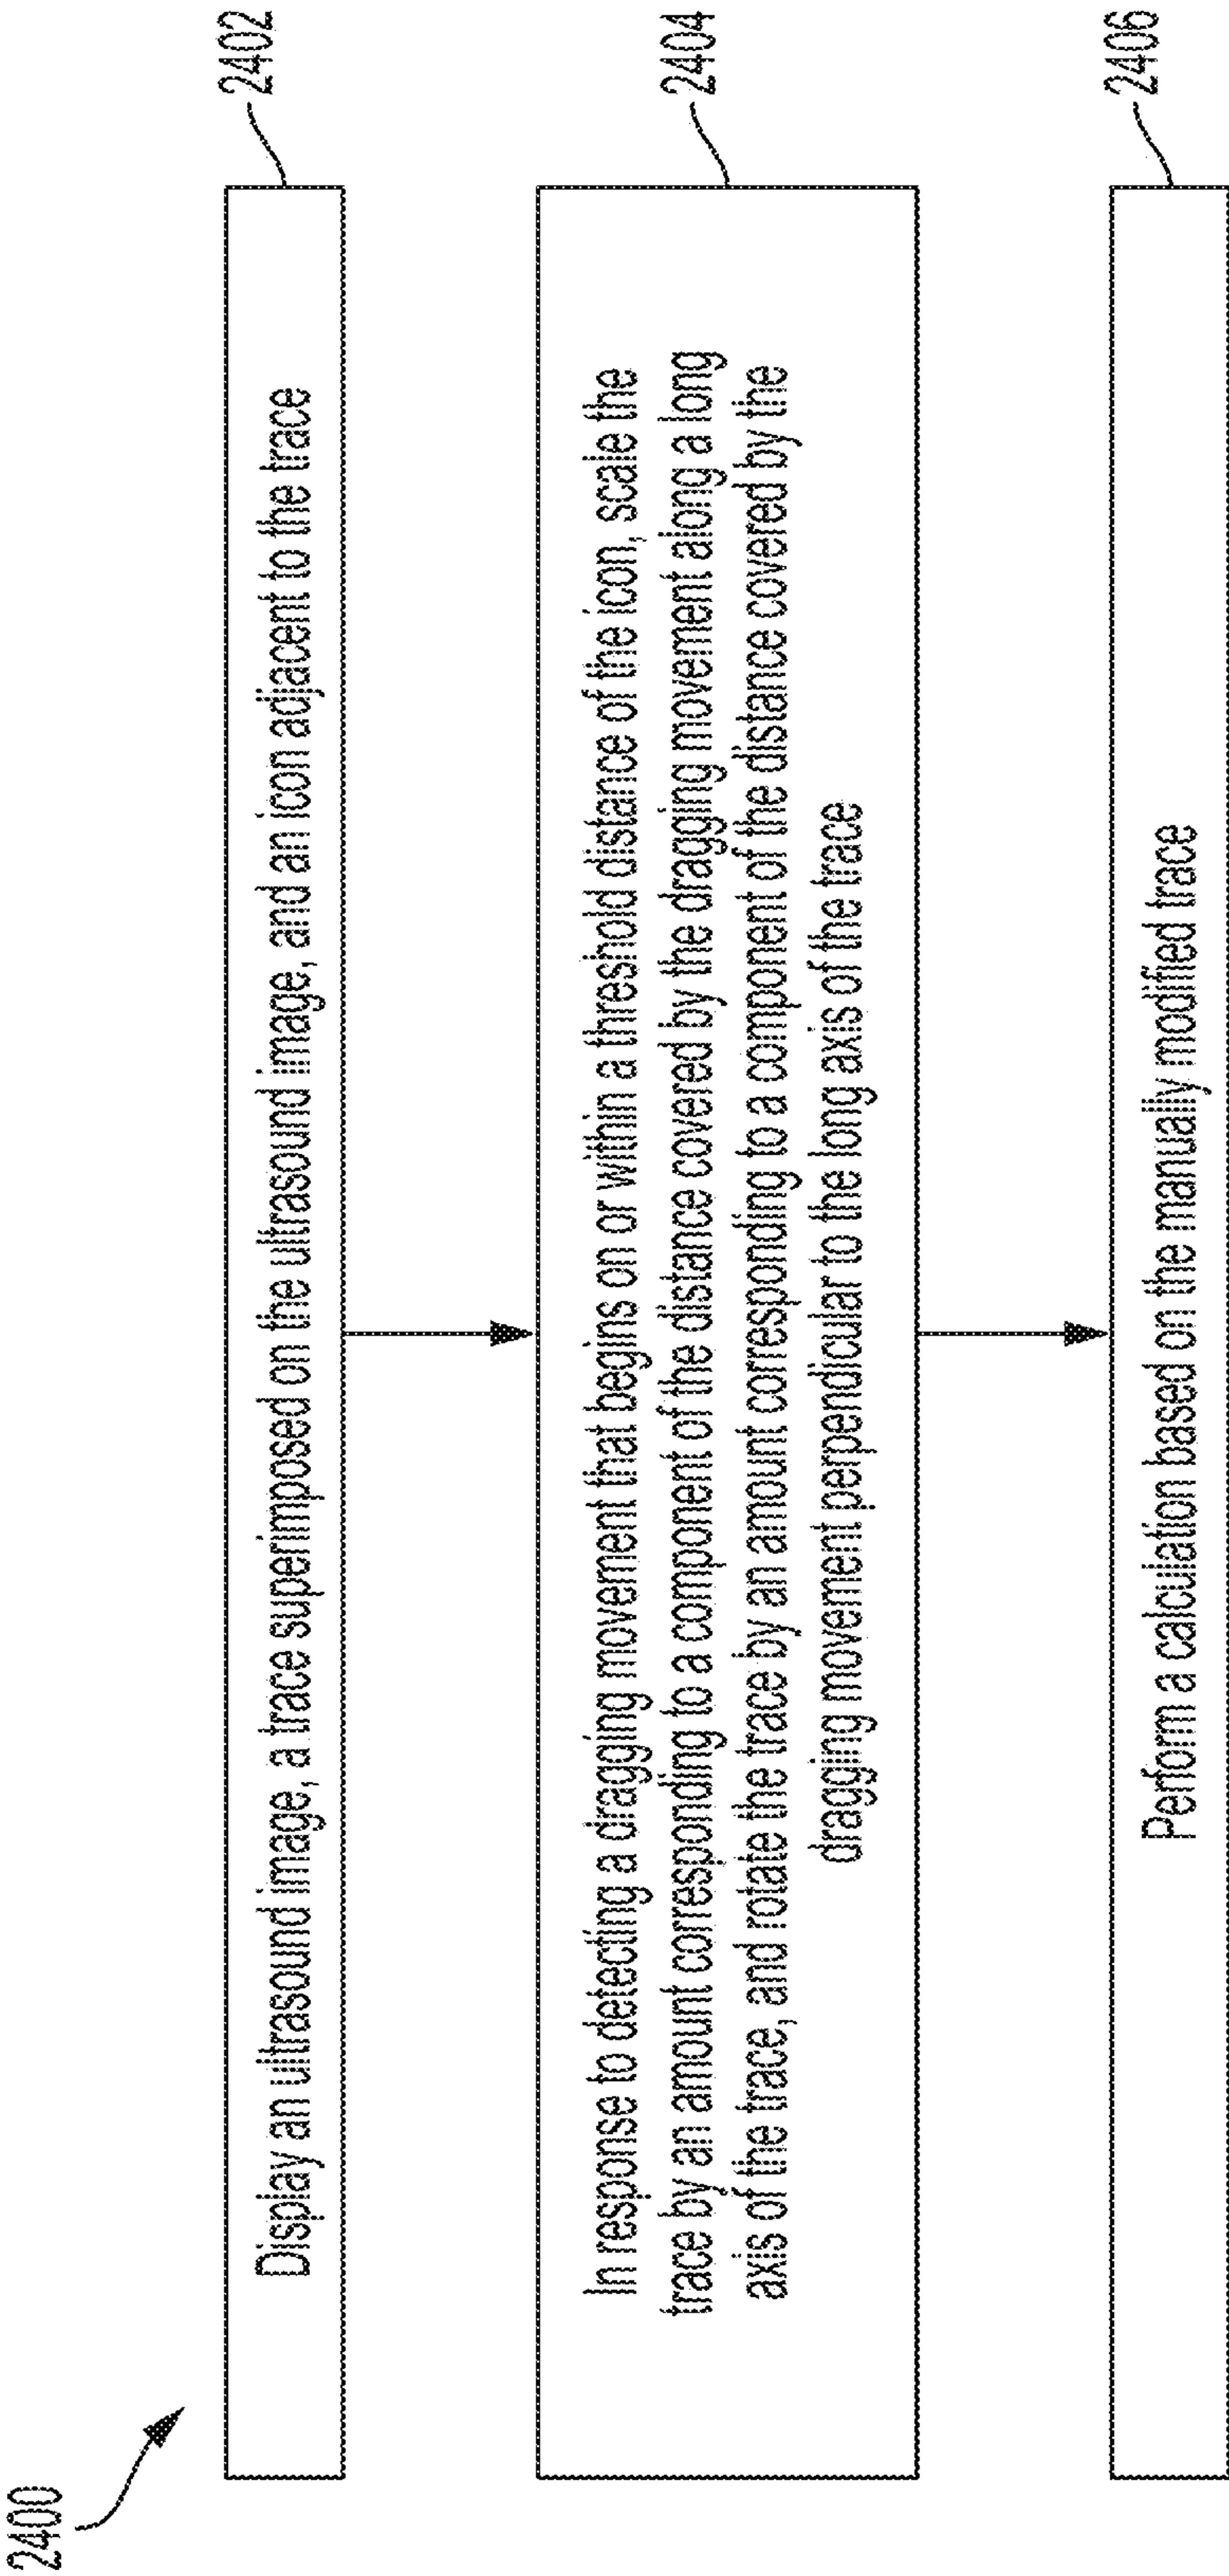 2400
Display an ultrasound image, a trace superimposed on the ultrasound image, and an icon adjacent to the trace
2402
In response to detecting a dragging movement that begins on or within a threshold distance of the icon, scale the
trace by an amount corresponding to a component of the distance covered by the dragging movement along a long
axis of the trace, and rotate the trace by an amount corresponding to a component of the distance covered by the
dragging movement perpendicular to the long axis of the trace
2404
Perform a calculation based on the manually modified trace
2406